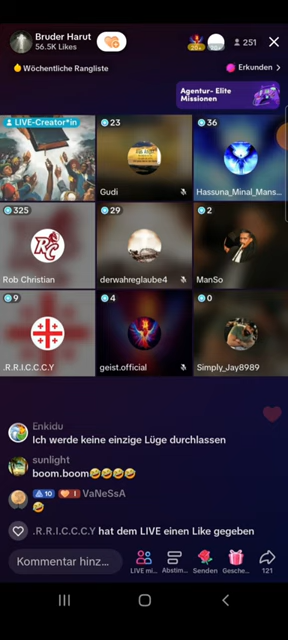 Bruder Harut
56.5K Likes
251
Wöchentliche Rangliste
Erkunden
Agentur- Elite
Missionen
LIVE-Creator*in
23
Gudi
36
Hassuna_Minal_Mans...
325
RC
Rob Christian
29
derwahreglaube4
2
ManSo
9
.R.R.I.C.C.C.Y
4
geist.official
0
Simply_Jay8989
Enkidu
Ich werde keine einzige Lüge durchlassen
sunlight
boom.boom🤣🤣🤣🤣
10 I VaNeSsA
🤣
.R.R.I.C.C.C.Y hat dem LIVE einen Like gegeben
Kommentar hinz...
LIVE mi...
Abstim...
Senden
Gesche...
121